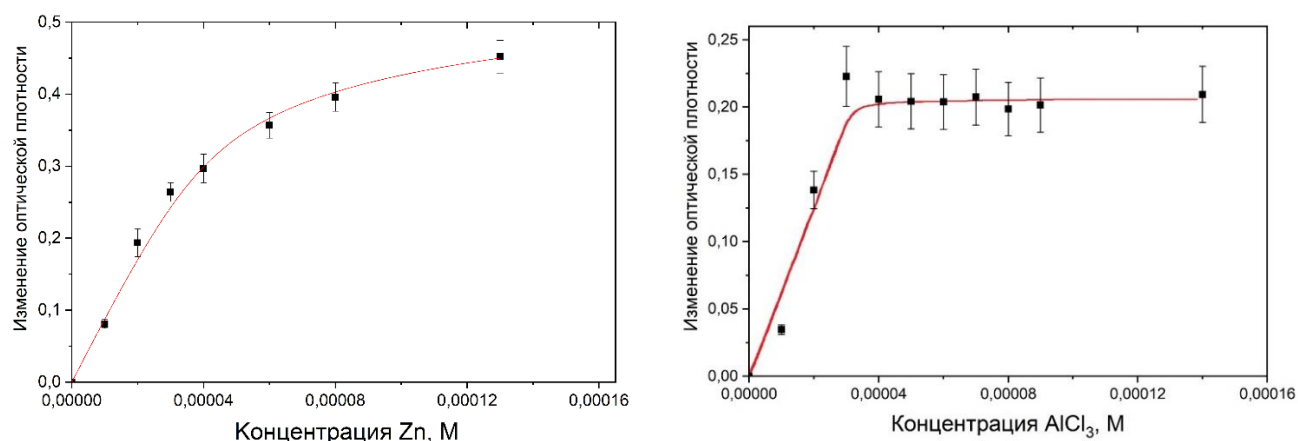 Изменение оптической плотности
0,5
0,4
0,3
0,2
0,1
0,0
0,00000 0,00004 0,00008 0,00012 0,00016
Концентрация Zn, М
Изменение оптической плотности
0,25
0,20
0,15
0,10
0,05
0,00
0,00000 0,00004 0,00008 0,00012 0,00016
Концентрация AlCl₃, М